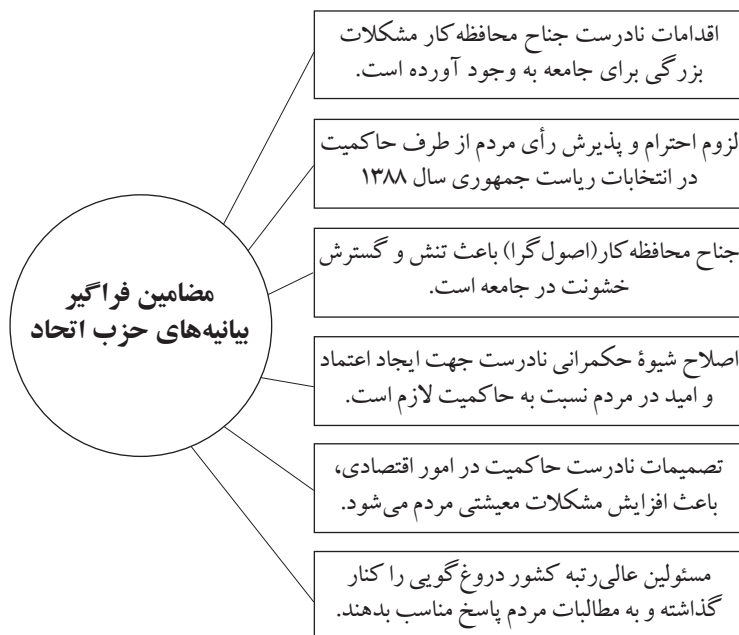 اقدامات نادرست جناح محافظه‌کار مشکلات
بزرگی برای جامعه به وجود آورده است.
لزوم احترام و پذیرش رأی مردم از طرف حاکمیت
در انتخابات ریاست جمهوری سال ۱۳۸۸
جناح محافظه‌کار(اصول‌گرا) باعث تنش و گسترش
خشونت در جامعه است.
مضامین فراگیر
بیانیه‌های حزب اتحاد
اصلاح شیوۀ حکمرانی نادرست جهت ایجاد اعتماد
و امید در مردم نسبت به حاکمیت لازم است.
تصمیمات نادرست حاکمیت در امور اقتصادی،
باعث افزایش مشکلات معیشتی مردم می‌شود.
مسئولین عالی‌رتبه کشور دروغ‌گویی را کنار
گذاشته و به مطالبات مردم پاسخ مناسب بدهند.